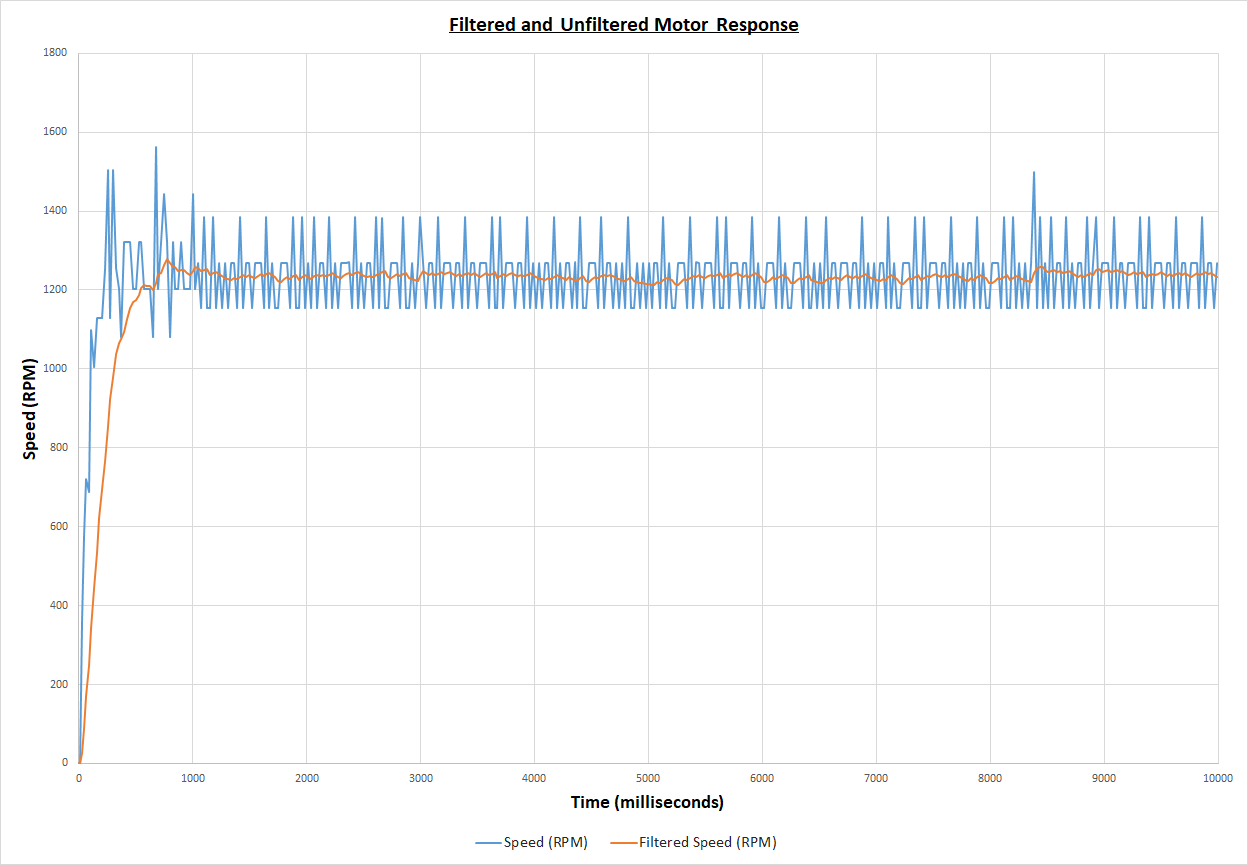 Filtered and Unfiltered Motor Response
1800
1600
1400
1200
1000
800
600
400
200
0
Speed (RPM)
0 1000 2000 3000 4000 5000 6000 7000 8000 9000 10000
Time (milliseconds)
Speed (RPM) Filtered Speed (RPM)